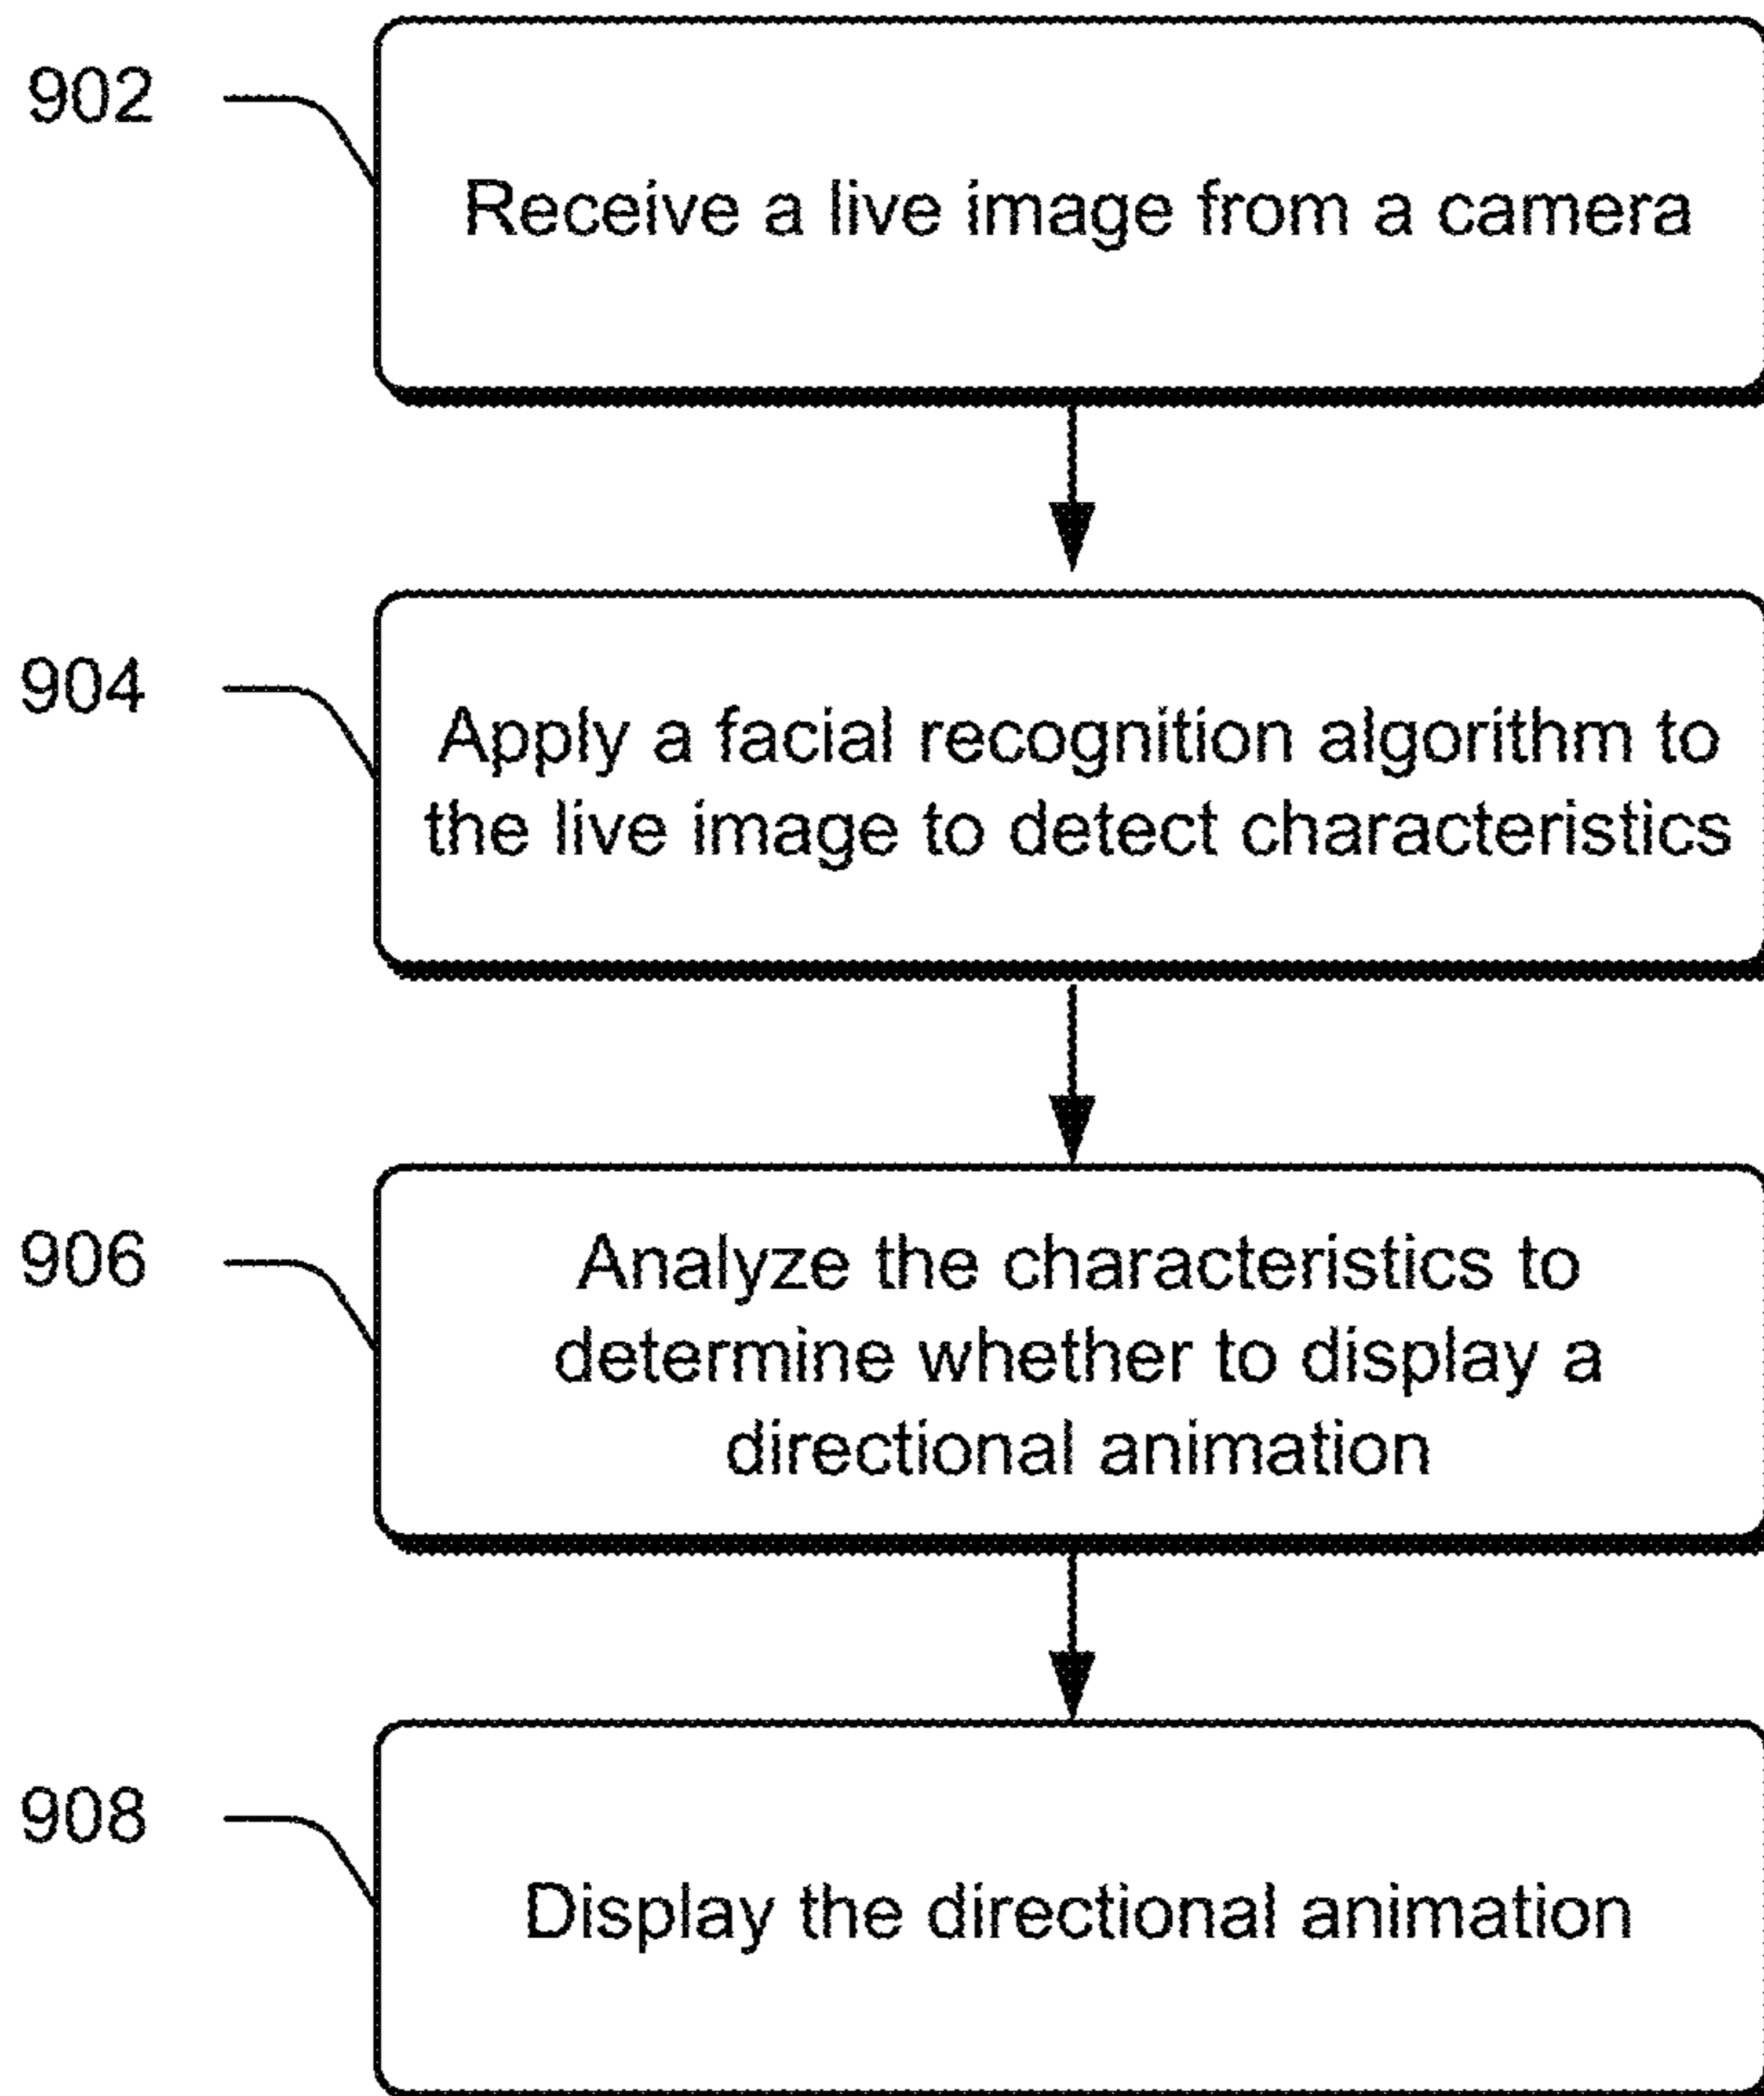 902
Receive a live image from a camera
904
Apply a facial recognition algorithm to
the live image to detect characteristics
906
Analyze the characteristics to
determine whether to display a
directional animation
908
Display the directional animation